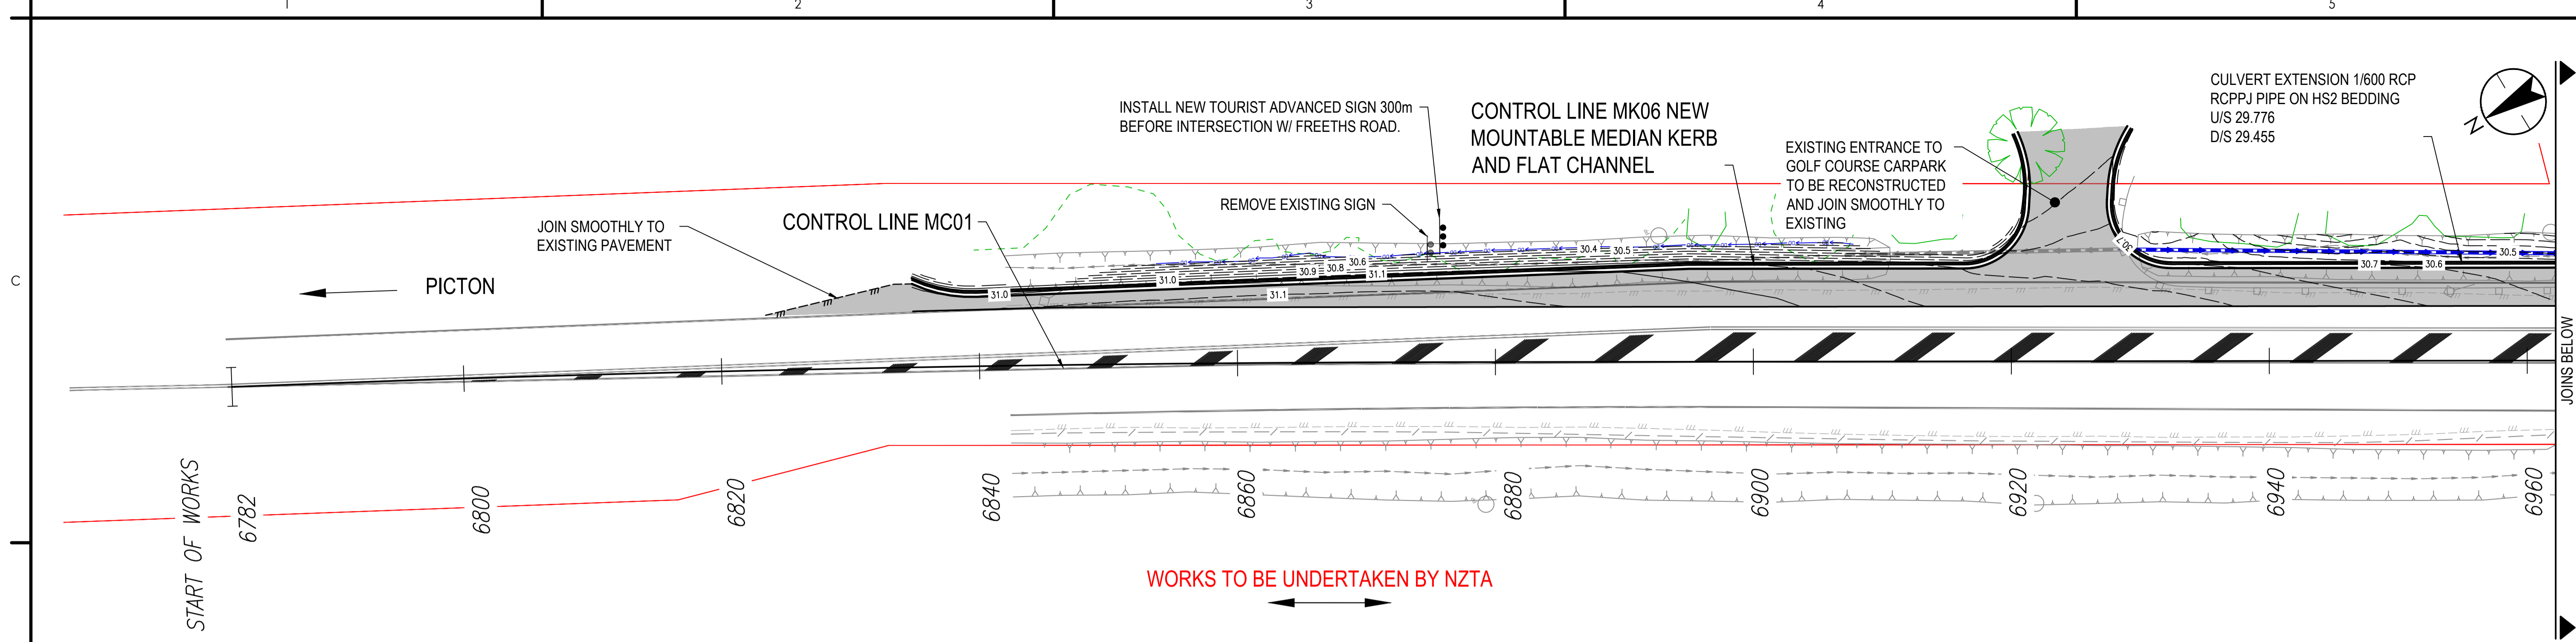 1
2
3
4
5
C
INSTALL NEW TOURIST ADVANCED SIGN 300m
BEFORE INTERSECTION W/ FREETHS ROAD.
CONTROL LINE MK06 NEW
MOUNTABLE MEDIAN KERB
AND FLAT CHANNEL
EXISTING ENTRANCE TO
GOLF COURSE CARPARK
TO BE RECONSTRUCTED
AND JOIN SMOOTHLY TO
EXISTING
CULVERT EXTENSION 1/600 RCP
RCPPJ PIPE ON HS2 BEDDING
U/S 29.776
D/S 29.455
N
JOIN SMOOTHLY TO
EXISTING PAVEMENT
CONTROL LINE MC01
REMOVE EXISTING SIGN
PICTON
31.0
31.0
31.1
30.9
30.8
30.6
31.1
30.4
30.5
30.7
30.7
30.6
30.5
JOINS BELOW
START OF WORKS
6782
6800
6820
6840
6860
6880
6900
6920
6940
6960
WORKS TO BE UNDERTAKEN BY NZTA